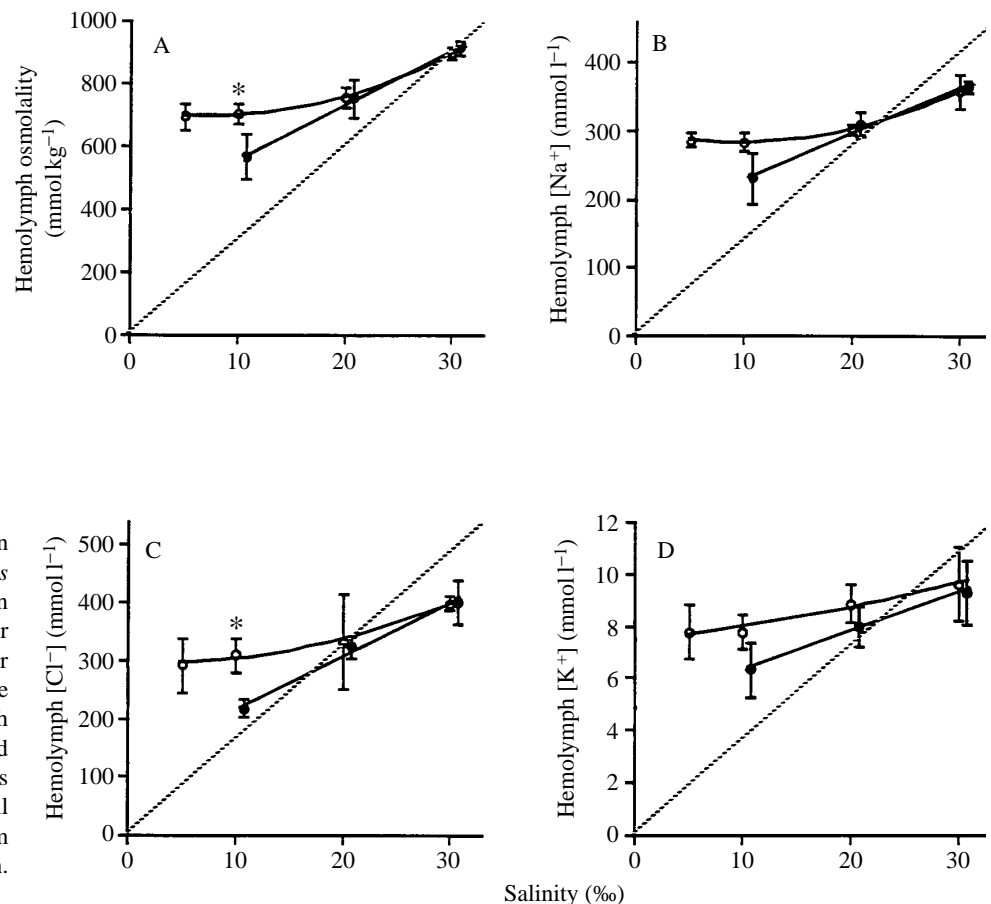 1000
800
600
400
200
0
A
*
Hemolymph osmolality
(mmol kg−1)
0 10 20 30
400
300
200
100
0
B
Hemolymph [Na+] (mmol l−1)
0 10 20 30
n
s
n
r
r
e
h
d
s
l
n
.
500
400
300
200
100
0
C
*
Hemolymph [Cl−] (mmol l−1)
0 10 20 30
12
10
8
6
4
2
0
D
Hemolymph [K+] (mmol l−1)
0 10 20 30
Salinity (‰)